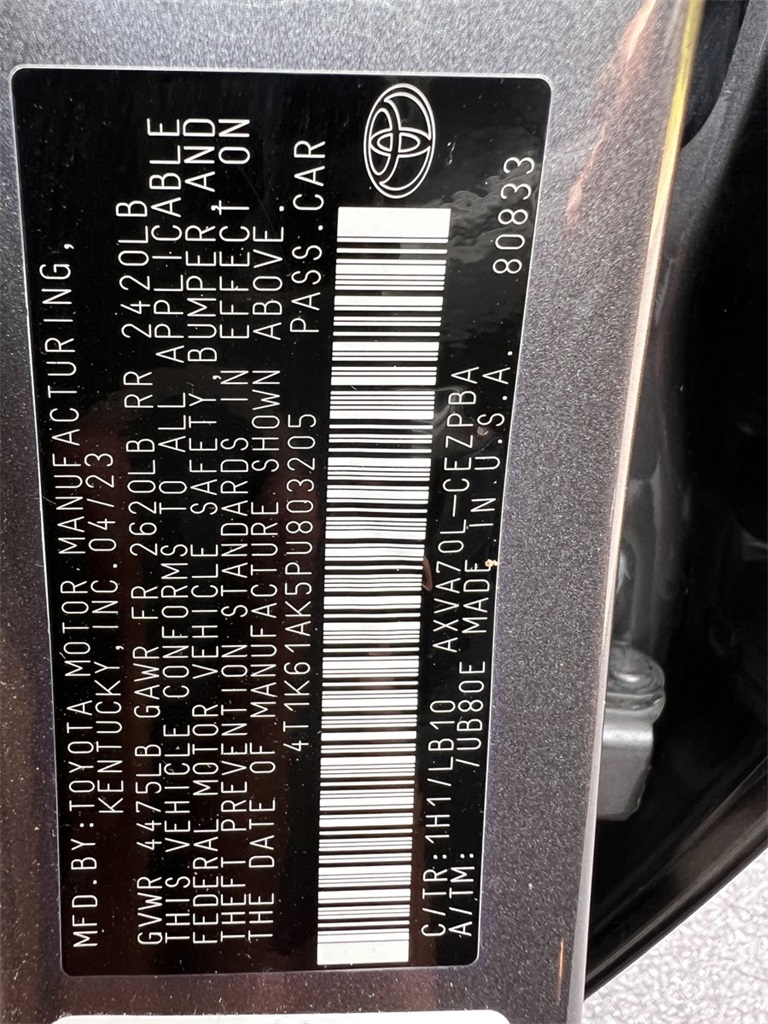 MFD.BY:TOYOTA MOTOR MANUFACTURING,
KENTUCKY, INC.04/23
GVWR 4475LB GAWR FR 2620LB RR 2420LB
THIS VEHICLE CONFORMS TO ALL APPLICABLE
FEDERAL MOTOR VEHICLE SAFETY, BUMPER, AND
THEFT PREVENTION STANDARDS IN EFFECT ON
THE DATE OF MANUFACTURE SHOWN ABOVE.
4T1K61AK5PU803205 PASS.CAR
C/TR:1H1/LB10 AXVA70L-CEZPBA
A/TM: /UB80E MADE IN U.S.A. 80833